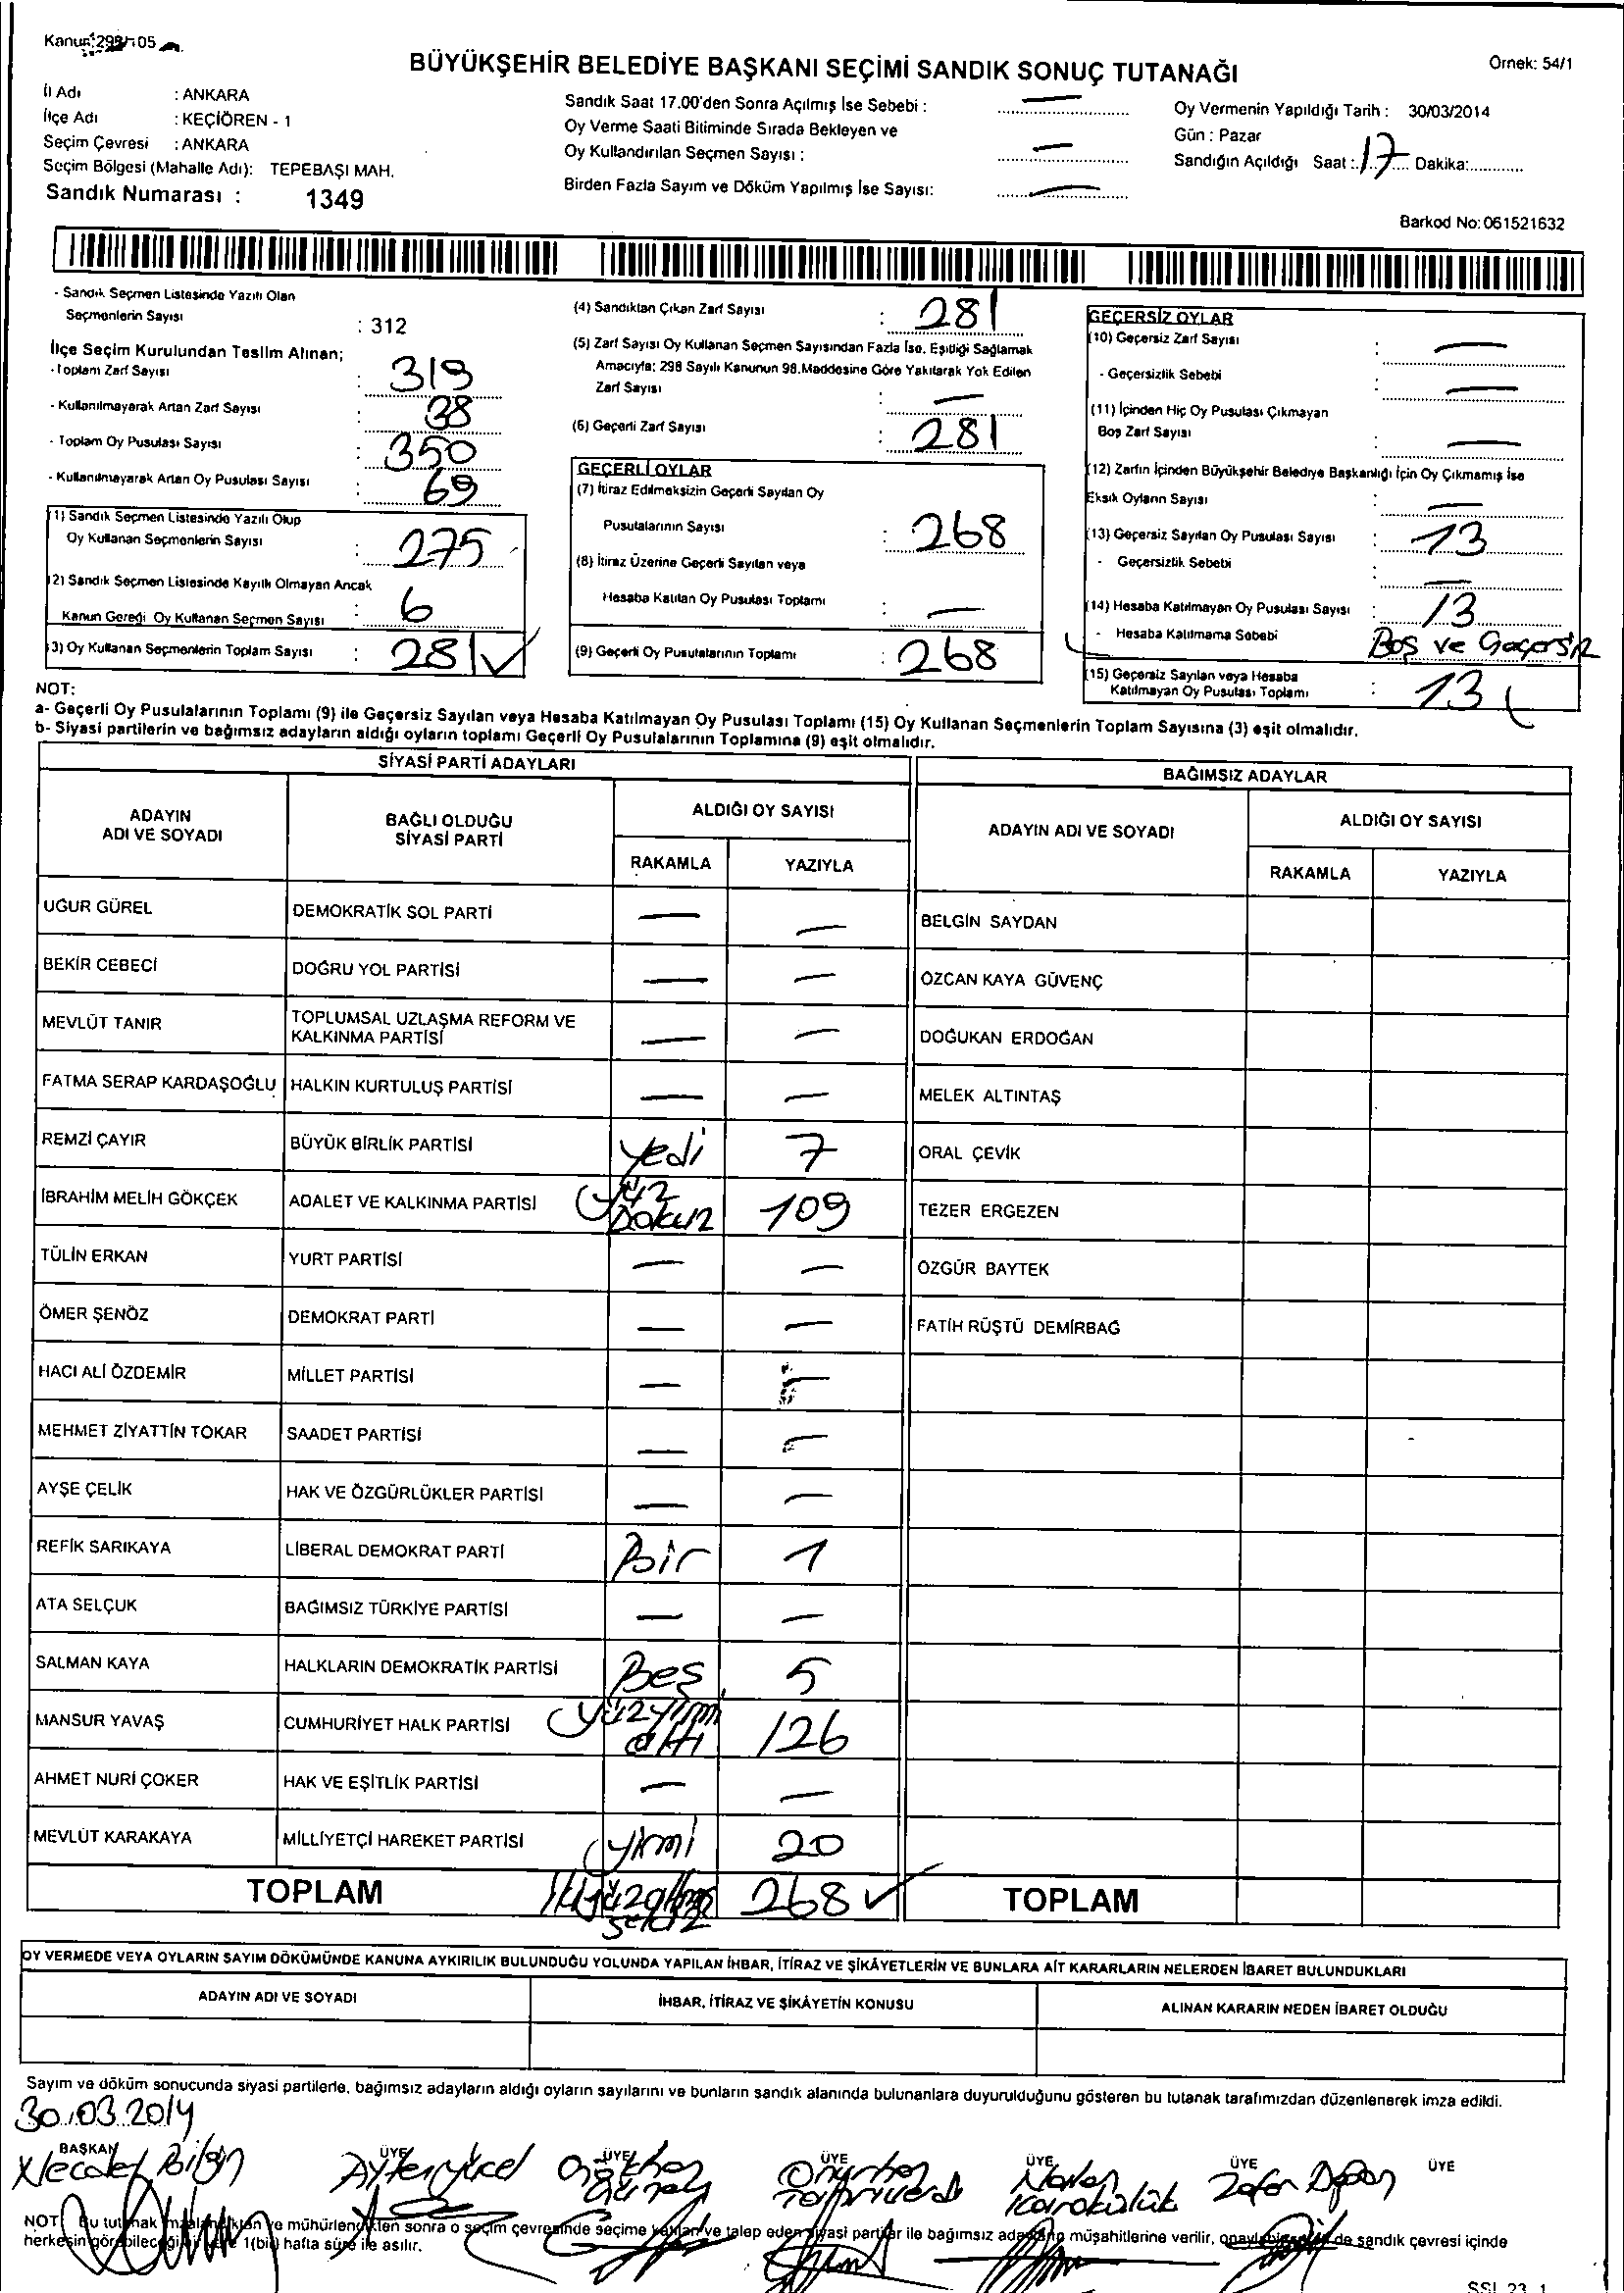 BÜYÜKŞEHİR BELEDİYE BAŞKANI SEÇİMİ SANDIK SONUÇ TUTANAĞI
Örnek: 54/1
İl Adı : ANKARA
İlçe Adı : KEÇİÖREN - 1
Seçim Çevresi : ANKARA
Seçim Bölgesi (Mahalle Adı): TEPEBAŞI MAH.
Sandık Numarası : 1349
Sandık Saat 17.00'den Sonra Açılmış İse Sebebi : —
Oy Verme Saati Bitiminde Sırada Bekleyen ve
Oy Kullandırılan Seçmen Sayısı : —
Birden Fazla Sayım ve Döküm Yapılmış İse Sayısı: —
Oy Vermenin Yapıldığı Tarih : 30/03/2014
Gün : Pazar
Sandığın Açıldığı Saat : 17 Dakika:............
Barkod No: 061521632
- Sandık Seçmen Listesinde Yazılı Olan
Seçmenlerin Sayısı : 312
İlçe Seçim Kurulundan Teslim Alınan;
- Toplam Zarf Sayısı : 319
- Kullanılmayarak Artan Zarf Sayısı : 38
- Toplam Oy Pusulası Sayısı : 350
- Kullanılmayarak Artan Oy Pusulası Sayısı : 69
(1) Sandık Seçmen Listesinde Yazılı Olup
Oy Kullanan Seçmenlerin Sayısı : 275
(2) Sandık Seçmen Listesinde Kayıtlı Olmayan Ancak
Kanun Gereği Oy Kullanan Seçmen Sayısı : 6
(3) Oy Kullanan Seçmenlerin Toplam Sayısı : 281 ✓
(4) Sandıktan Çıkan Zarf Sayısı : 281
(5) Zarf Sayısı Oy Kullanan Seçmen Sayısından Fazla İse, Eşitliği Sağlamak
Amacıyla; 298 Sayılı Kanunun 98.Maddesine Göre Yakılarak Yok Edilen
Zarf Sayısı : —
(6) Geçerli Zarf Sayısı : 281
GEÇERLİ OYLAR
(7) İtiraz Edilmeksizin Geçerli Sayılan Oy
Pusulalarının Sayısı : 268
(8) İtiraz Üzerine Geçerli Sayılan veya
Hesaba Katılan Oy Pusulası Toplamı : —
(9) Geçerli Oy Pusulalarının Toplamı : 268
GEÇERSİZ OYLAR
(10) Geçersiz Zarf Sayısı : —
- Geçersizlik Sebebi : —
(11) İçinden Hiç Oy Pusulası Çıkmayan
Boş Zarf Sayısı : —
(12) Zarfın İçinden Büyükşehir Belediye Başkanlığı İçin Oy Çıkmamış İse
Eksik Oyların Sayısı : —
(13) Geçersiz Sayılan Oy Pusulası Sayısı : 13
- Geçersizlik Sebebi : —
(14) Hesaba Katılmayan Oy Pusulası Sayısı : 13
- Hesaba Katılmama Sebebi Boş ve Geçersiz
(15) Geçersiz Sayılan veya Hesaba
Katılmayan Oy Pusulası Toplamı : 13
NOT:
a- Geçerli Oy Pusulalarının Toplamı (9) ile Geçersiz Sayılan veya Hesaba Katılmayan Oy Pusulası Toplamı (15) Oy Kullanan Seçmenlerin Toplam Sayısına (3) eşit olmalıdır.
b- Siyasi partilerin ve bağımsız adayların aldığı oyların toplamı Geçerli Oy Pusulalarının Toplamına (9) eşit olmalıdır.
SİYASİ PARTİ ADAYLARI
BAĞIMSIZ ADAYLAR
ADAYIN ADI VE SOYADI
BAĞLI OLDUĞU SİYASİ PARTİ
ALDIĞI OY SAYISI
RAKAMLA YAZIYLA
ADAYIN ADI VE SOYADI
ALDIĞI OY SAYISI
RAKAMLA YAZIYLA
UĞUR GÜREL DEMOKRATİK SOL PARTİ — — BELGİN SAYDAN
BEKİR CEBECİ DOĞRU YOL PARTİSİ — — ÖZCAN KAYA GÜVENÇ
MEVLÜT TANIR TOPLUMSAL UZLAŞMA REFORM VE KALKINMA PARTİSİ — — DOĞUKAN ERDOĞAN
FATMA SERAP KARDAŞOĞLU HALKIN KURTULUŞ PARTİSİ — — MELEK ALTINTAŞ
REMZİ ÇAYIR BÜYÜK BİRLİK PARTİSİ Yedi 7 ORAL ÇEVİK
İBRAHİM MELİH GÖKÇEK ADALET VE KALKINMA PARTİSİ Yüz Dokuz 109 TEZER ERGEZEN
TÜLİN ERKAN YURT PARTİSİ — — ÖZGÜR BAYTEK
ÖMER ŞENÖZ DEMOKRAT PARTİ — — FATİH RÜŞTÜ DEMİRBAĞ
HACI ALİ ÖZDEMİR MİLLET PARTİSİ — —
MEHMET ZİYATTİN TOKAR SAADET PARTİSİ — —
AYŞE ÇELİK HAK VE ÖZGÜRLÜKLER PARTİSİ — —
REFİK SARIKAYA LİBERAL DEMOKRAT PARTİ Bir 1
ATA SELÇUK BAĞIMSIZ TÜRKİYE PARTİSİ — —
SALMAN KAYA HALKLARIN DEMOKRATİK PARTİSİ Beş 5
MANSUR YAVAŞ CUMHURİYET HALK PARTİSİ Yüzyirmi altı 126
AHMET NURİ ÇOKER HAK VE EŞİTLİK PARTİSİ — —
MEVLÜT KARAKAYA MİLLİYETÇİ HAREKET PARTİSİ Yirmi 20
TOPLAM İkiyüzaltmış sekiz 268 ✓ TOPLAM
OY VERMEDE VEYA OYLARIN SAYIM DÖKÜMÜNDE KANUNA AYKIRILIK BULUNDUĞU YOLUNDA YAPILAN İHBAR, İTİRAZ VE ŞİKÂYETLERİN VE BUNLARA AİT KARARLARIN NELERDEN İBARET BULUNDUKLARI
ADAYIN ADI VE SOYADI İHBAR, İTİRAZ VE ŞİKÂYETİN KONUSU ALINAN KARARIN NEDEN İBARET OLDUĞU
Sayım ve döküm sonucunda siyasi partilerle, bağımsız adayların aldığı oyların sayılarını ve bunların sandık alanında bulunanlara duyurulduğunu gösteren bu tutanak tarafımızdan düzenlenerek imza edildi.
30.03.2014
BAŞKAN ÜYE ÜYE ÜYE ÜYE ÜYE ÜYE
Necdet Bilgin Ayten Yücel Gökhan Onurhan Tanrıverdi Karakülük Zafer
NOT: Bu tutanak ve mühürlendikten sonra o seçim çevresinde seçime katılan ve talep eden siyasi partiler ile bağımsız adayların müşahitlerine verilir, de sandık çevresi içinde
herkesin görebileceği bir yere 1(bir) hafta süre ile asılır.